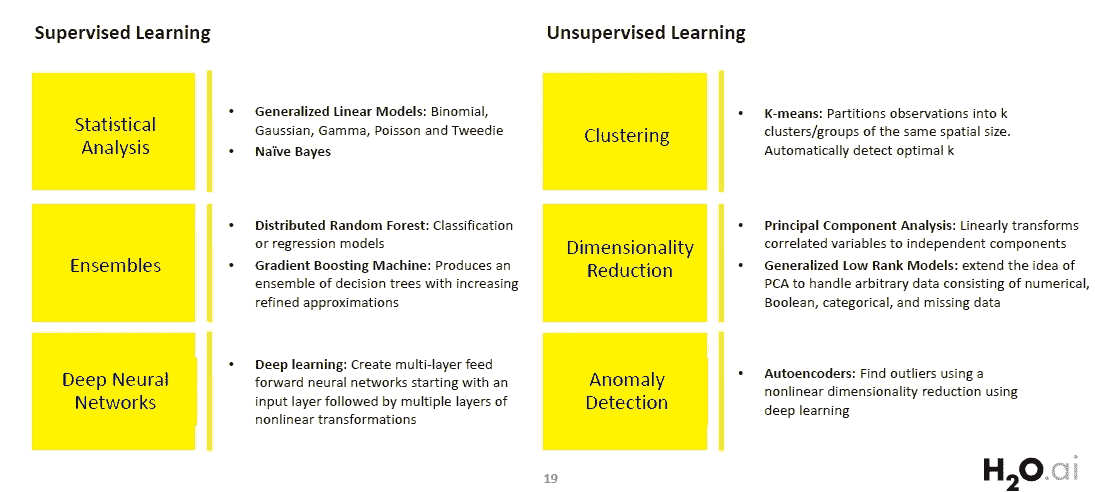 Supervised Learning
Statistical
Analysis
• Generalized Linear Models: Binomial,
Gaussian, Gamma, Poisson and Tweedie
• Naïve Bayes
Ensembles
• Distributed Random Forest: Classification
or regression models
• Gradient Boosting Machine: Produces an
ensemble of decision trees with increasing
refined approximations
Deep Neural
Networks
• Deep learning: Create multi-layer feed
forward neural networks starting with an
input layer followed by multiple layers of
nonlinear transformations
Unsupervised Learning
Clustering
• K-means: Partitions observations into k
clusters/groups of the same spatial size.
Automatically detect optimal k
Dimensionality
Reduction
• Principal Component Analysis: Linearly transforms
correlated variables to independent components
• Generalized Low Rank Models: extend the idea of
PCA to handle arbitrary data consisting of numerical,
Boolean, categorical, and missing data
Anomaly
Detection
• Autoencoders: Find outliers using a
nonlinear dimensionality reduction using
deep learning
19
H2O.ai